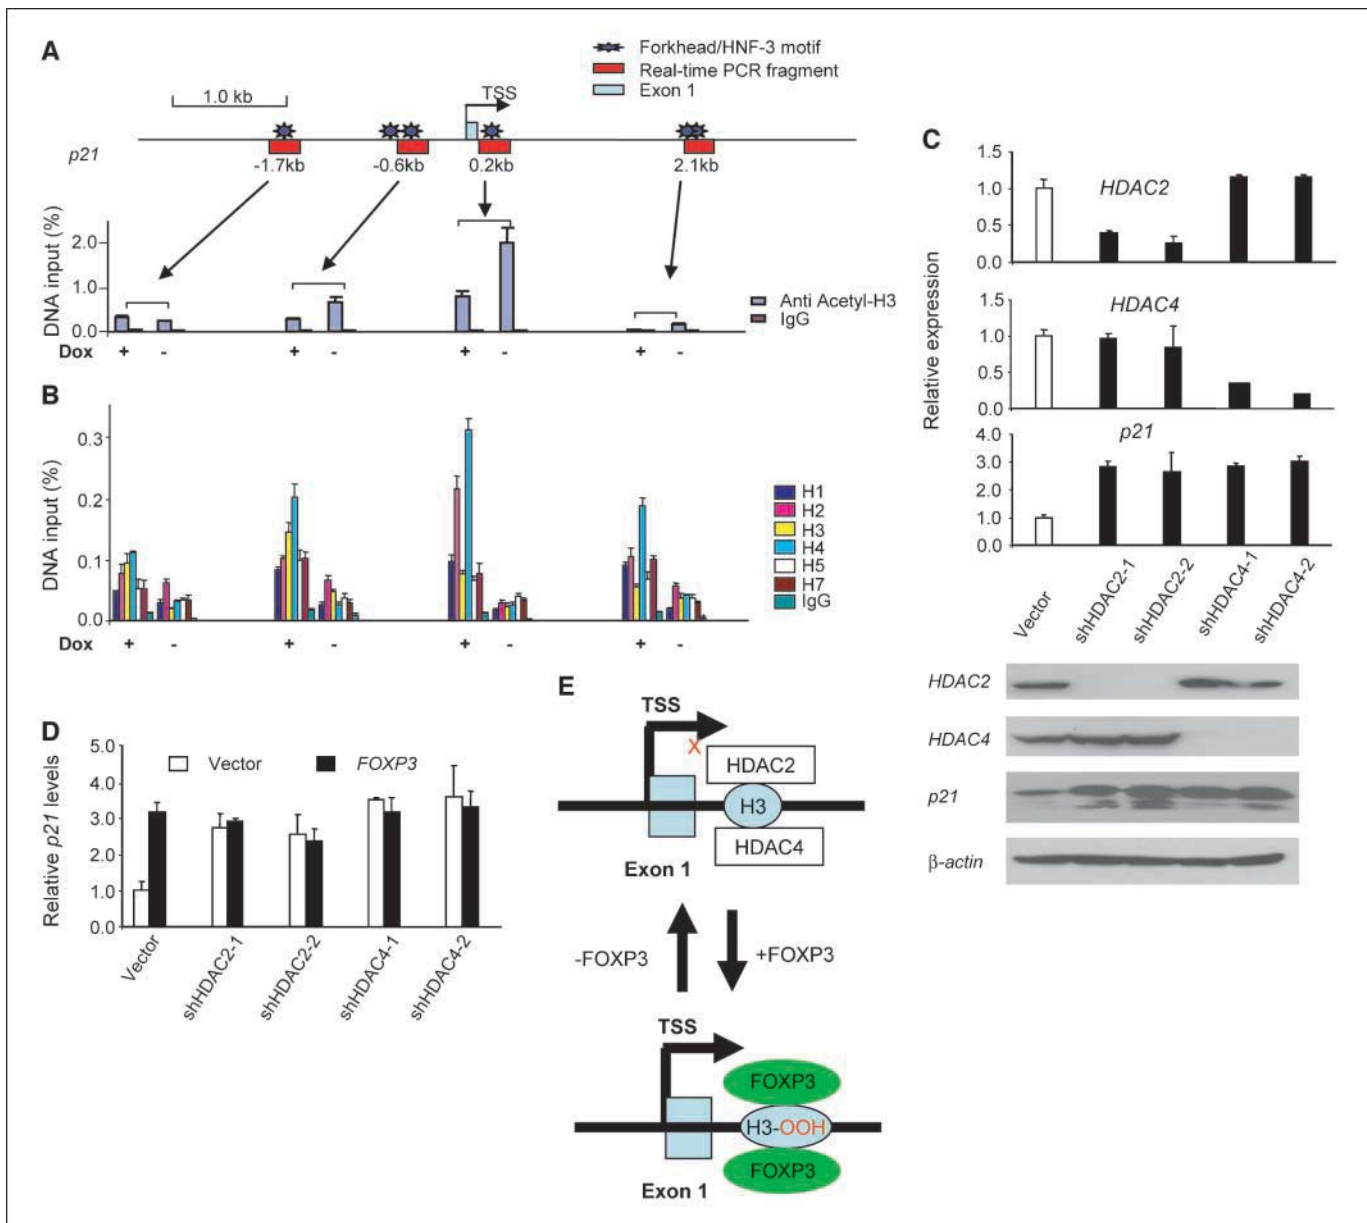 A
Forkhead/HNF-3 motif
Real-time PCR fragment
Exon 1
1.0 kb
TSS
p21
-1.7kb
-0.6kb
0.2kb
2.1kb
DNA input (%)
2.0
1.0
0.0
Anti Acetyl-H3
IgG
Dox + - + - + - + -
B
DNA input (%)
0.3
0.2
0.1
0.0
H1
H2
H3
H4
H5
H7
IgG
Dox + - + - + - + -
C
Relative expression
1.5
1.0
0.5
0.0
HDAC2
1.5
1.0
0.5
0.0
HDAC4
4.0
3.0
2.0
1.0
0.0
p21
Vector
shHDAC2-1
shHDAC2-2
shHDAC4-1
shHDAC4-2
HDAC2
HDAC4
p21
β-actin
D
Relative p21 levels
5.0
4.0
3.0
2.0
1.0
0.0
Vector
FOXP3
Vector
shHDAC2-1
shHDAC2-2
shHDAC4-1
shHDAC4-2
E
TSS
X
HDAC2
H3
HDAC4
Exon 1
-FOXP3
+FOXP3
TSS
FOXP3
H3-OOH
FOXP3
Exon 1